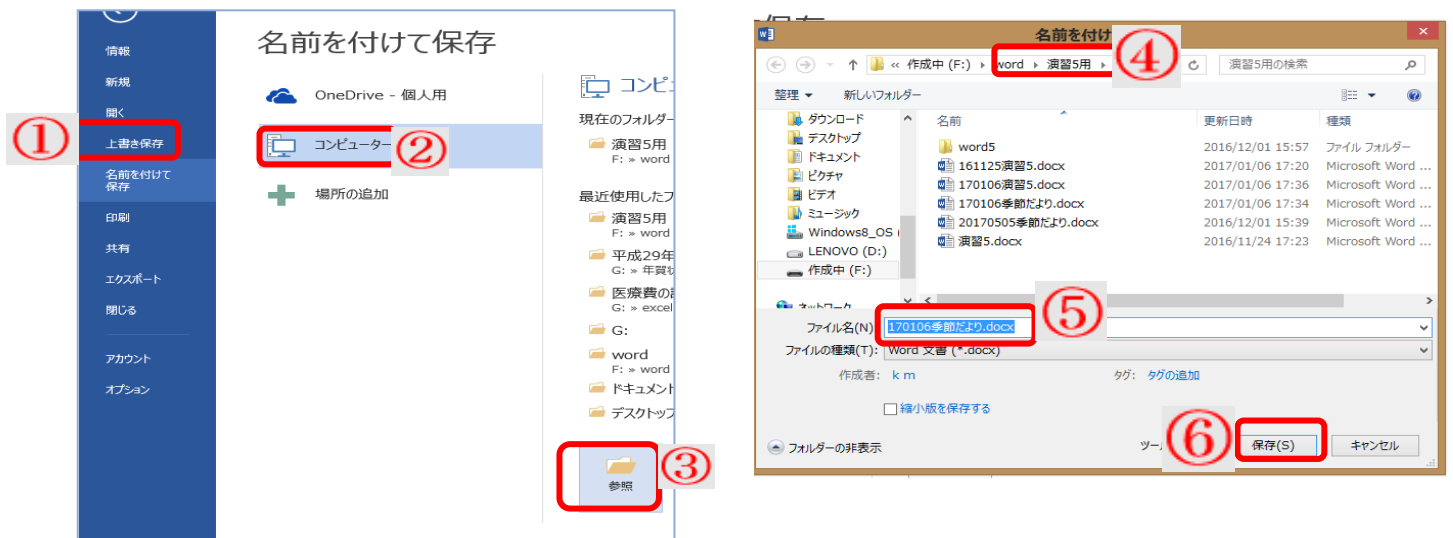 情報
新規
開く
上書き保存
名前を付けて
保存
印刷
共有
エクスポート
閉じる
アカウント
オプション
①
名前を付けて保存
OneDrive - 個人用
コンピューター
②
場所の追加
コンピ
現在のフォルダー
演習5用
F: » word
最近使用したフ
演習5用
F: » word
平成29年
G: » 年賀
医療費の
G: » excel
G:
word
F: » word
ドキュメント
デスクトップ
参照
③
名前を付け
④
« 作成中 (F:) › word › 演習5用 ›
演習5用の検索
整理 ▼ 新しいフォルダー
ダウンロード
デスクトップ
ドキュメント
ピクチャ
ビデオ
ミュージック
Windows8_OS (
LENOVO (D:)
作成中 (F:)
ネットワーク
名前 更新日時 種類
word5 2016/12/01 15:57 ファイル フォルダー
161125演習5.docx 2017/01/06 17:20 Microsoft Word ...
170106演習5.docx 2017/01/06 17:36 Microsoft Word ...
170106季節だより.docx 2017/01/06 17:34 Microsoft Word ...
20170505季節だより.docx 2016/12/01 15:39 Microsoft Word ...
演習5.docx 2016/11/24 17:23 Microsoft Word ...
ファイル名(N) 170106季節だより.docx
⑤
ファイルの種類(T): Word 文書 (*.docx)
作成者: k m タグ: タグの追加
縮小版を保存する
フォルダーの非表示 ツー
⑥
保存(S) キャンセル